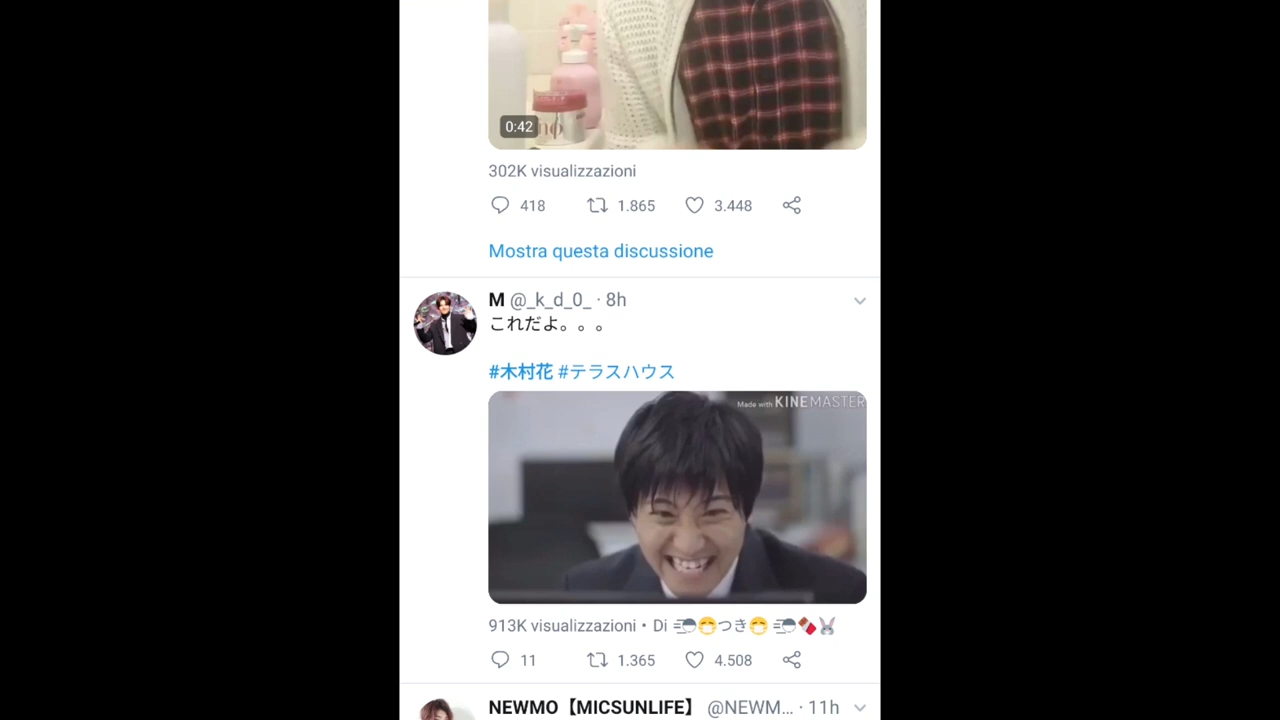 0:42
no
302K visualizzazioni
418 1.865 3.448
Mostra questa discussione
M @_k_d_0_ · 8h
これだよ。。。
#木村花 #テラスハウス
Made with KINEMASTER
913K visualizzazioni • Di つき
11 1.365 4.508
NEWMO【MICSUNLIFE】 @NEWM... · 11h